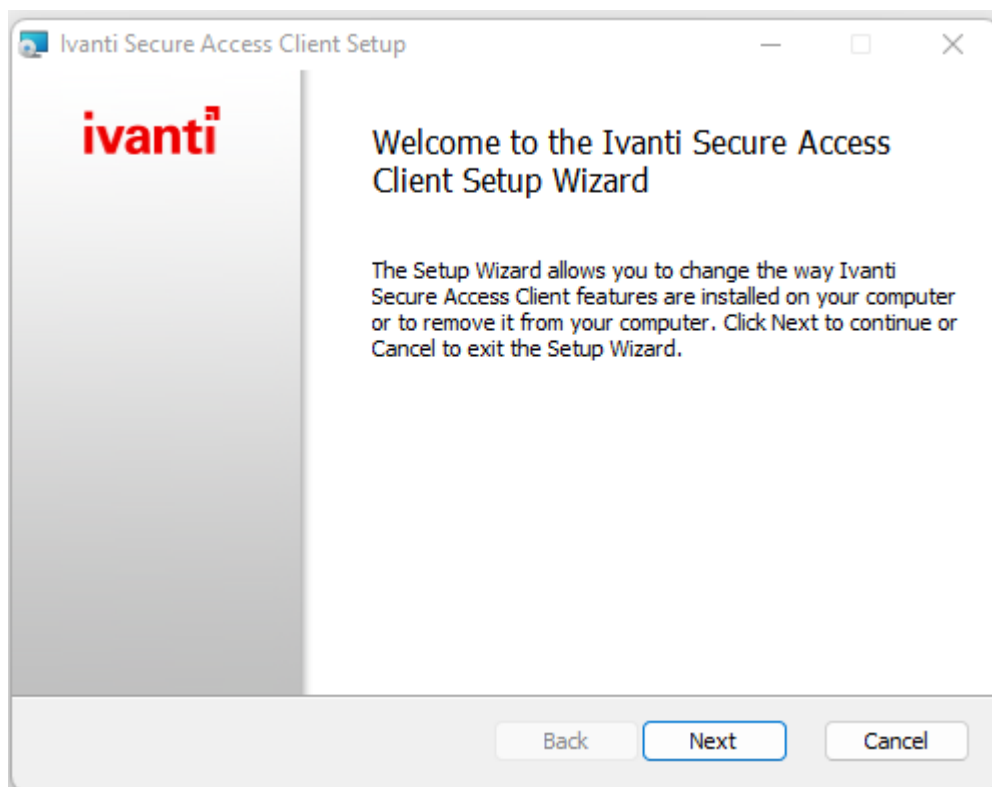 Ivanti Secure Access Client Setup
ivanti
Welcome to the Ivanti Secure Access
Client Setup Wizard
The Setup Wizard allows you to change the way Ivanti
Secure Access Client features are installed on your computer
or to remove it from your computer. Click Next to continue or
Cancel to exit the Setup Wizard.
Back Next Cancel